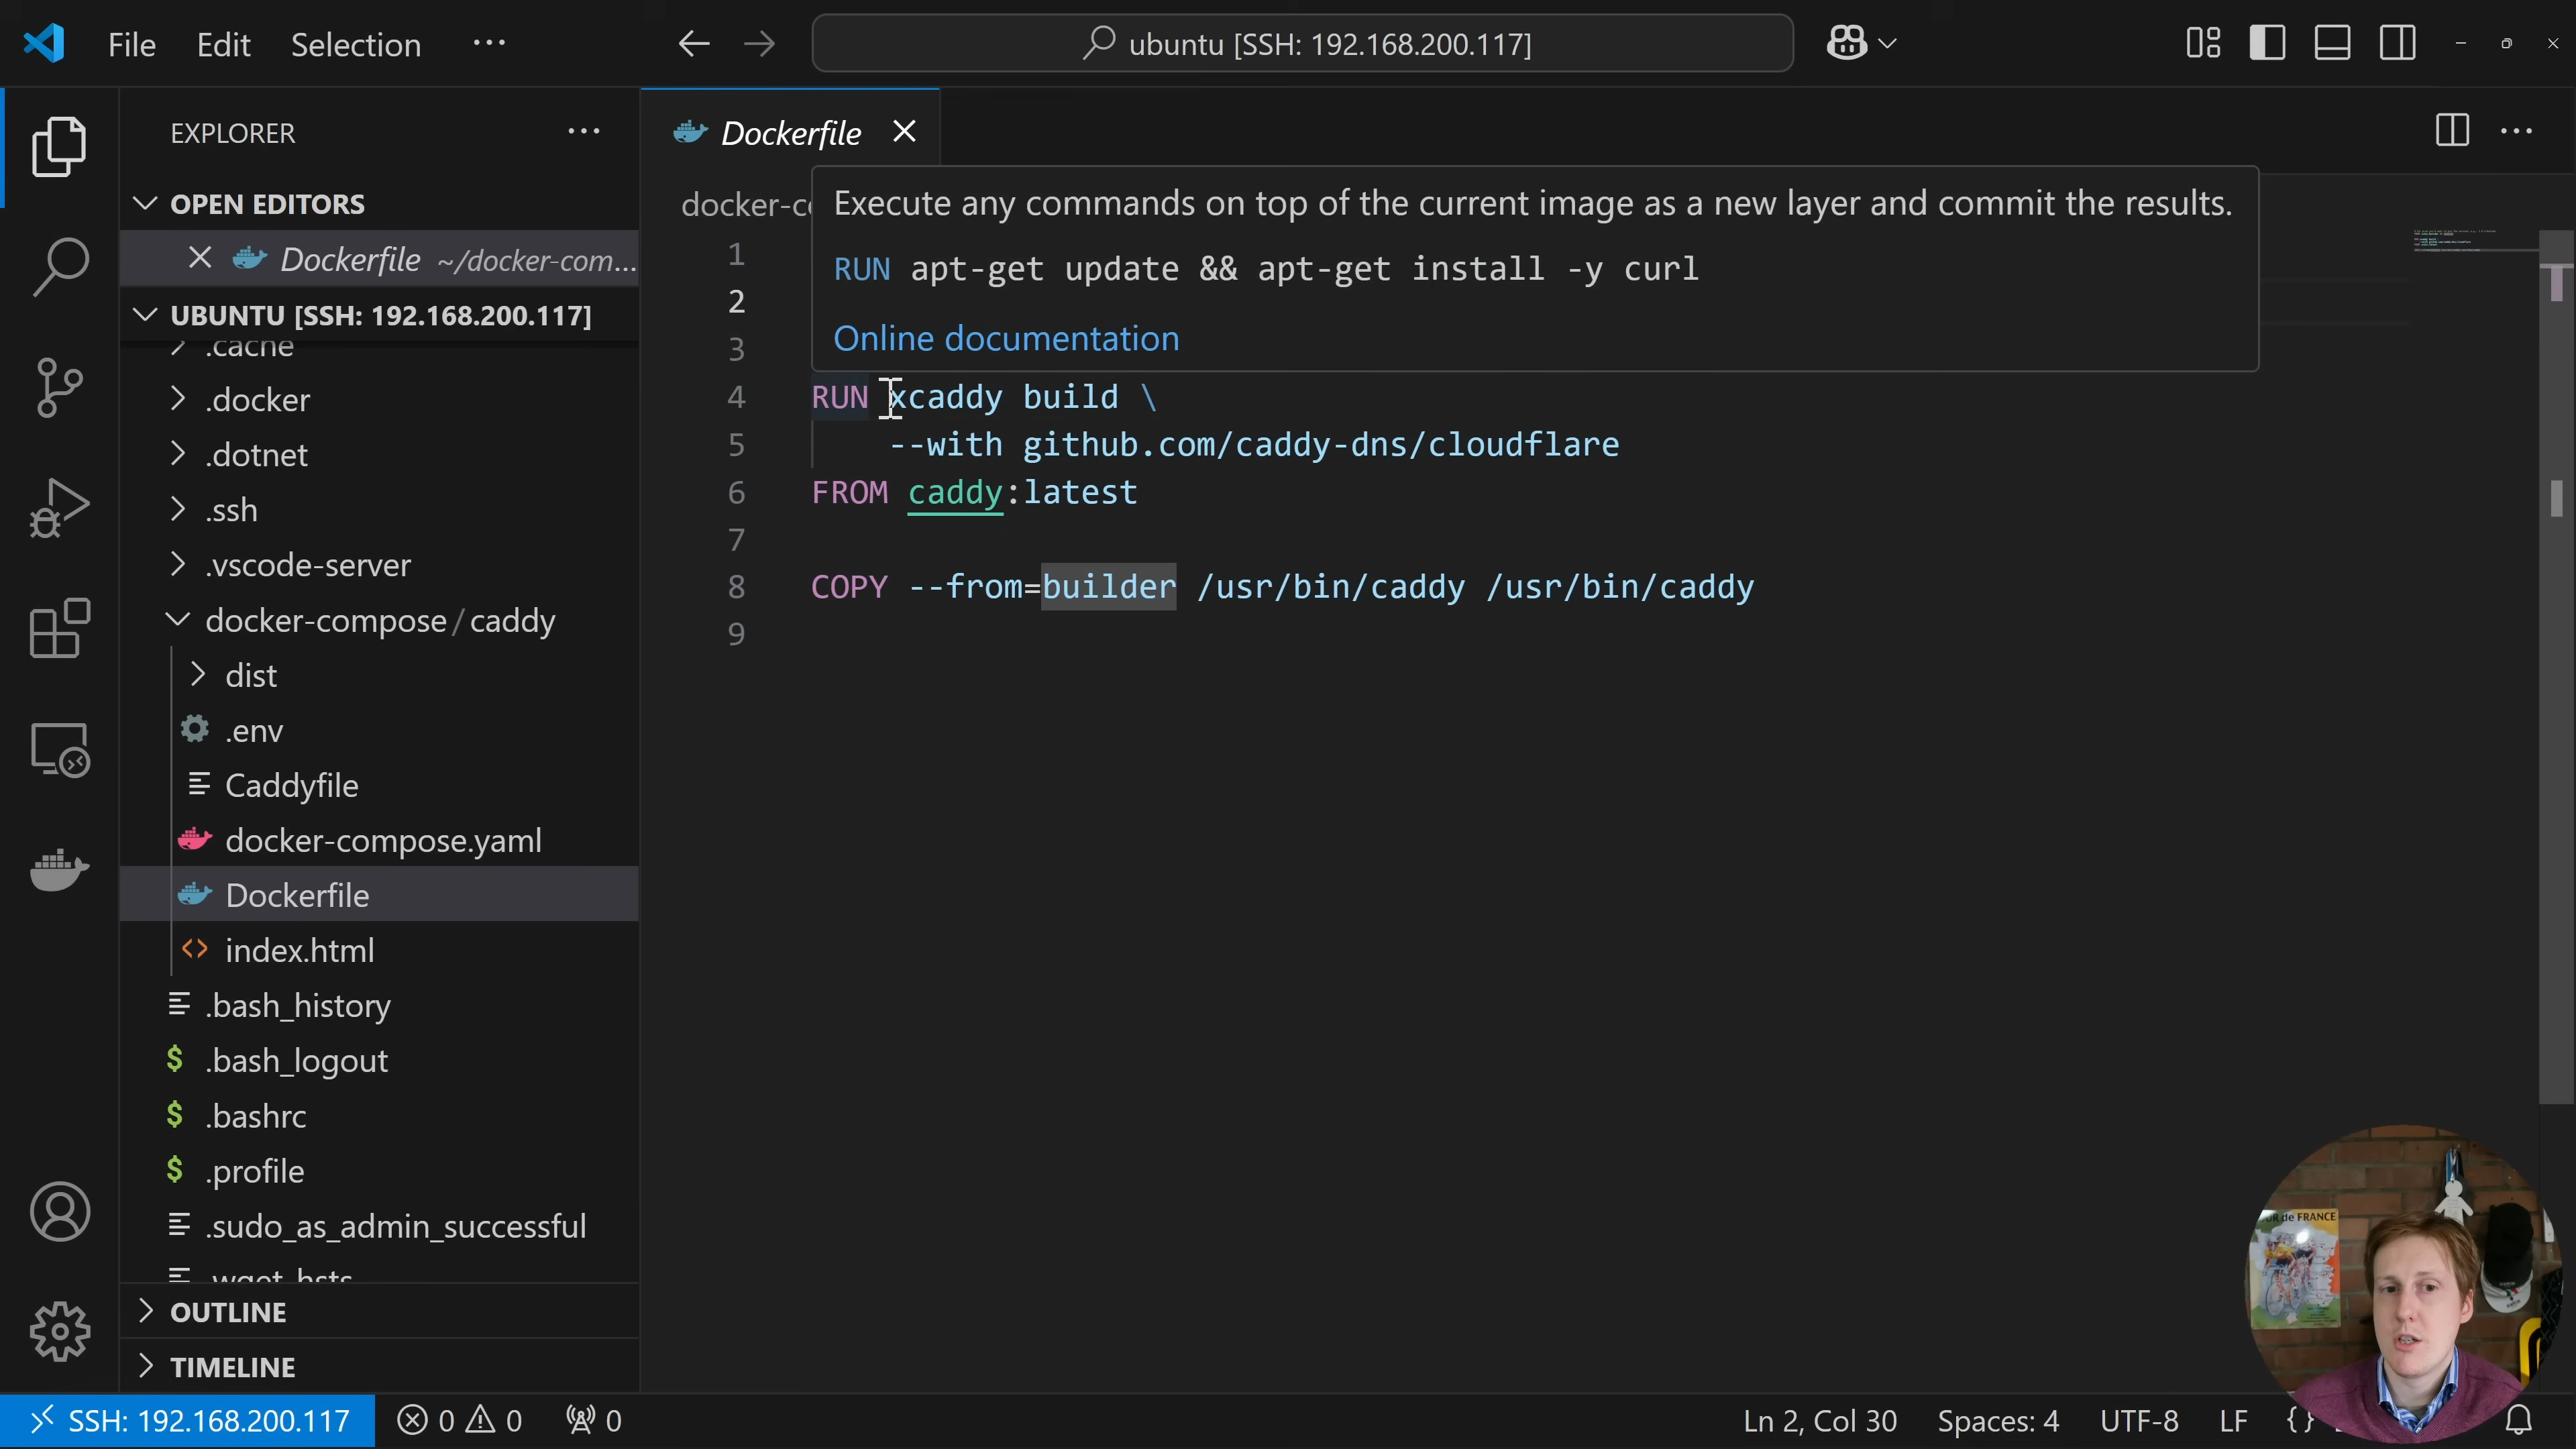 File Edit Selection ···
ubuntu [SSH: 192.168.200.117]
EXPLORER
OPEN EDITORS
Dockerfile ~/docker-com...
UBUNTU [SSH: 192.168.200.117]
.cache
.docker
.dotnet
.ssh
.vscode-server
docker-compose / caddy
dist
.env
Caddyfile
docker-compose.yaml
Dockerfile
index.html
.bash_history
.bash_logout
.bashrc
.profile
.sudo_as_admin_successful
.wget-hsts
OUTLINE
TIMELINE
Dockerfile
docker-c
Execute any commands on top of the current image as a new layer and commit the results.
RUN apt-get update && apt-get install -y curl
Online documentation
1
2
3
4 RUN xcaddy build \
5 --with github.com/caddy-dns/cloudflare
6 FROM caddy:latest
7
8 COPY --from=builder /usr/bin/caddy /usr/bin/caddy
9
de FRANCE
SSH: 192.168.200.117 0 0 0 Ln 2, Col 30 Spaces: 4 UTF-8 LF {}